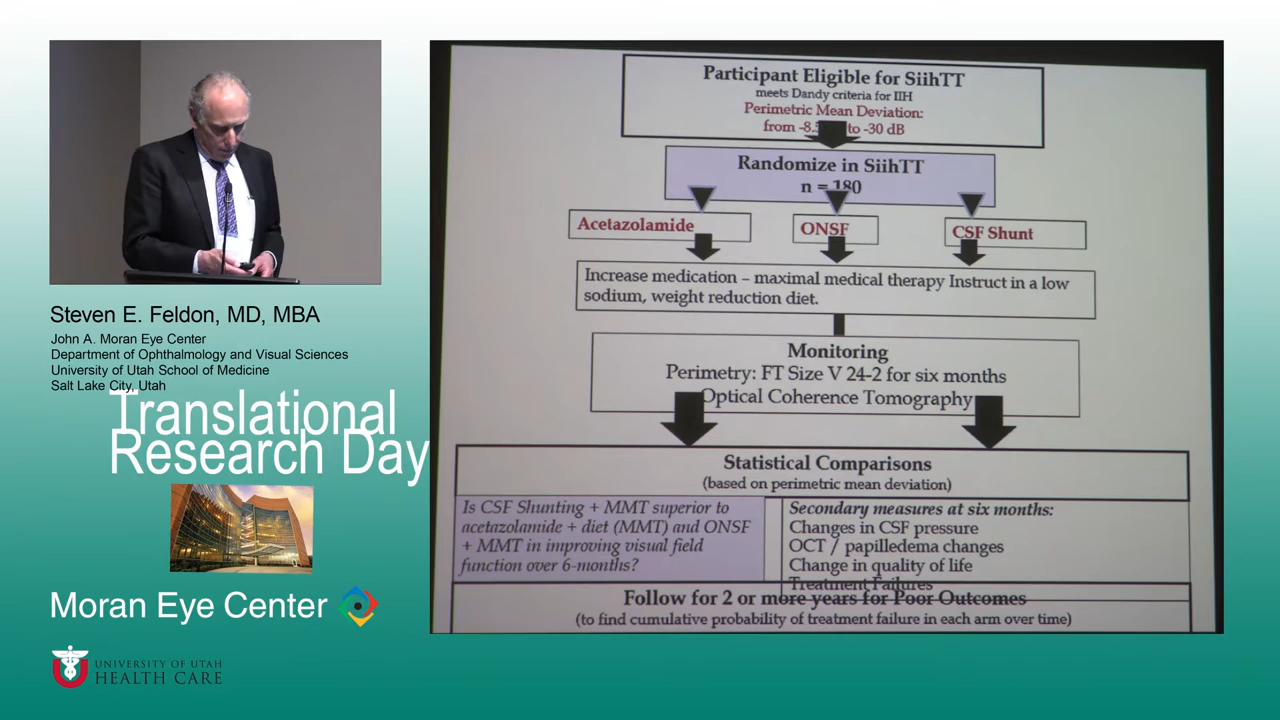 Participant Eligible for SiihTT
meets Dandy criteria for IIH
Perimetric Mean Deviation:
from -8. to -30 dB
Randomize in SiihTT
n = 180
Acetazolamide
ONSF
CSF Shunt
Increase medication – maximal medical therapy Instruct in a low
sodium, weight reduction diet.
Monitoring
Perimetry: FT Size V 24-2 for six months
Optical Coherence Tomography
Statistical Comparisons
(based on perimetric mean deviation)
Is CSF Shunting + MMT superior to
acetazolamide + diet (MMT) and ONSF
+ MMT in improving visual field
function over 6-months?
Secondary measures at six months:
Changes in CSF pressure
OCT / papilledema changes
Change in quality of life
Treatment Failures
Follow for 2 or more years for Poor Outcomes
(to find cumulative probability of treatment failure in each arm over time)
Steven E. Feldon, MD, MBA
John A. Moran Eye Center
Department of Ophthalmology and Visual Sciences
University of Utah School of Medicine
Salt Lake City, Utah
Translational
Research Day
Moran Eye Center
UNIVERSITY OF UTAH
HEALTH CARE